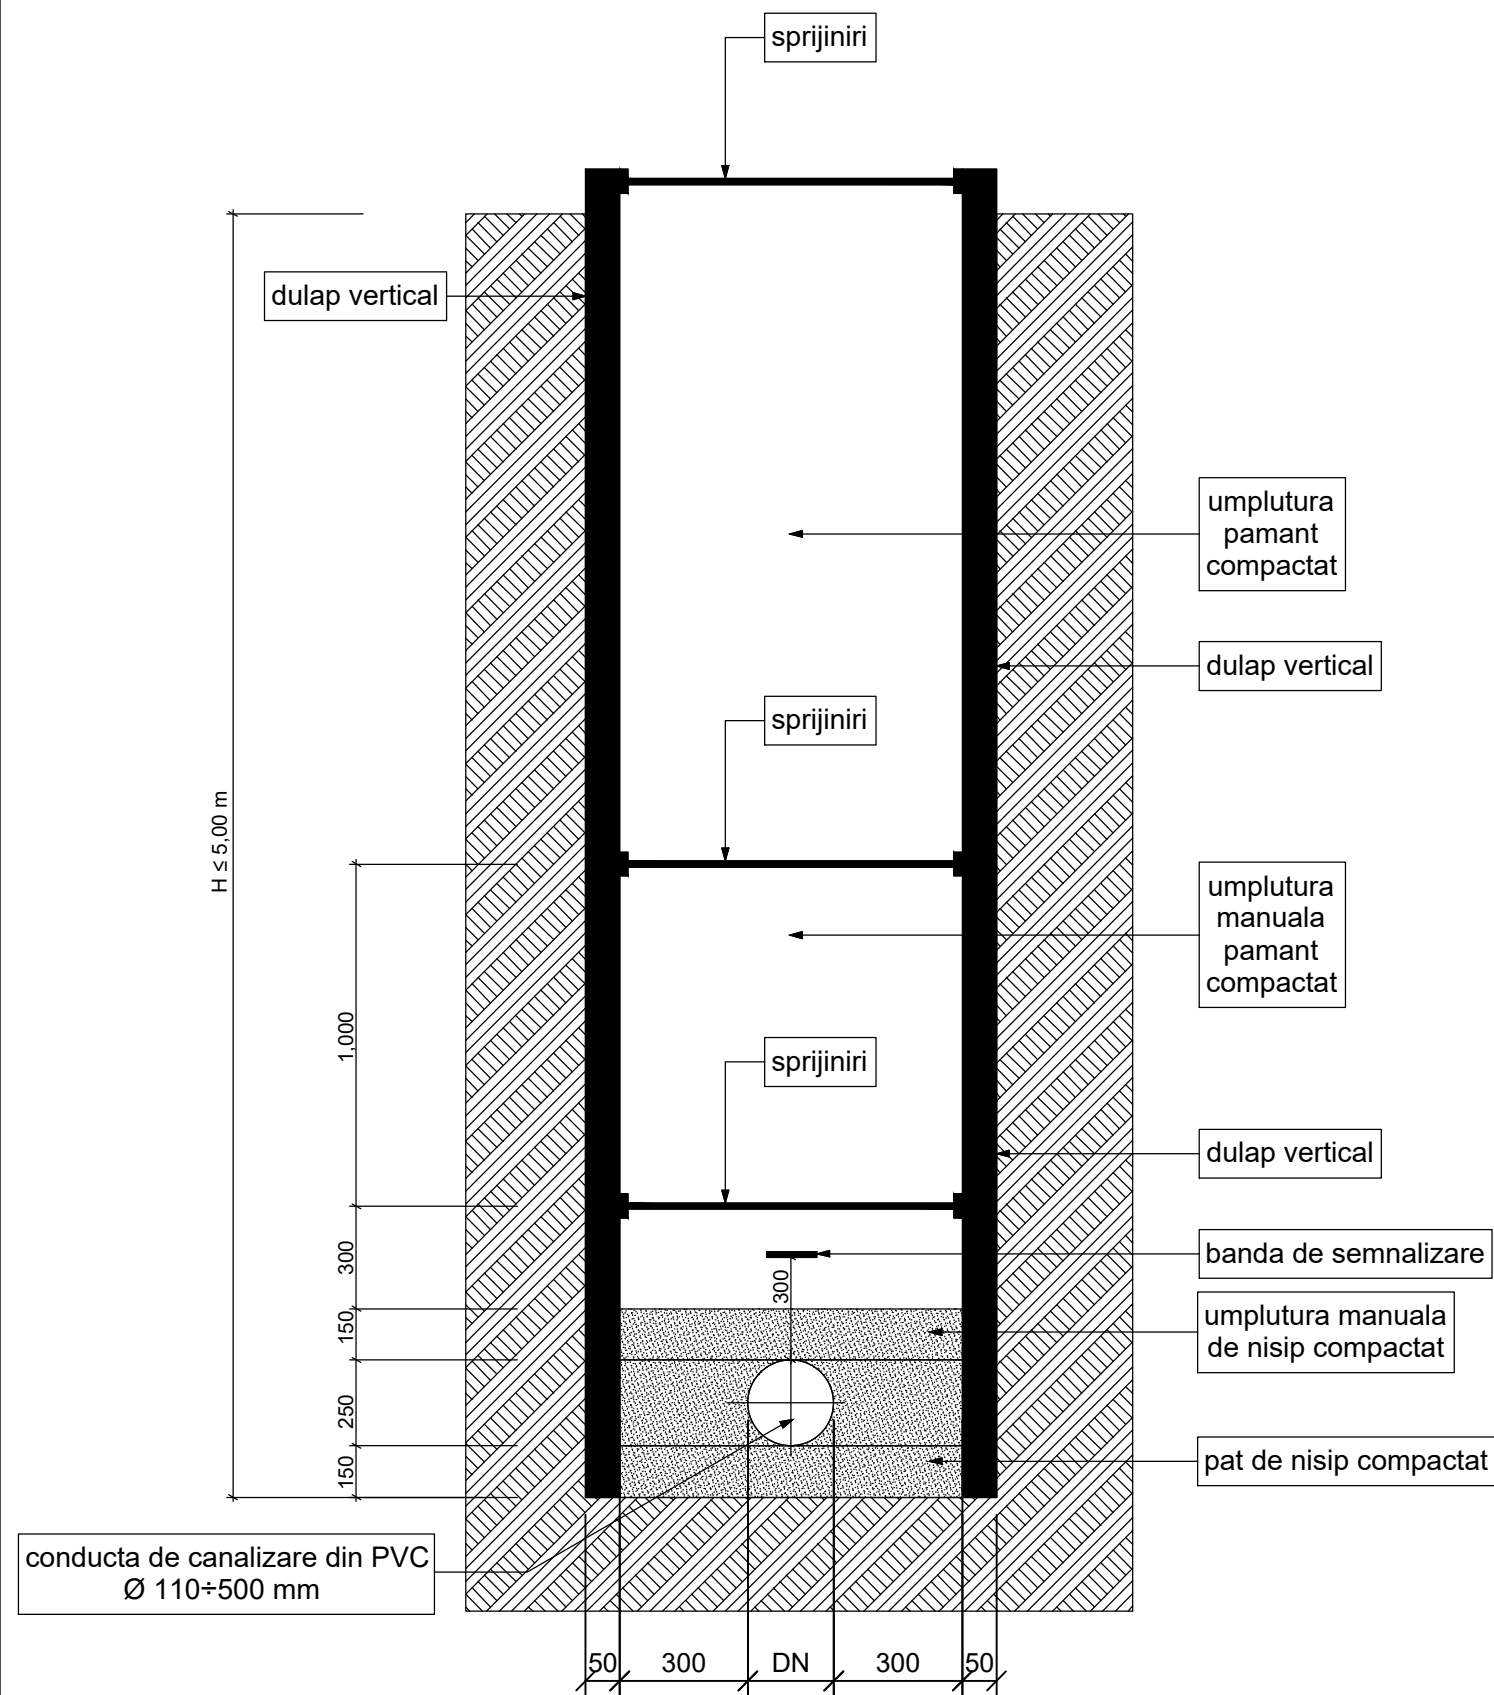 sprijiniri
dulap vertical
umplutura
pamant
compactat
dulap vertical
sprijiniri
H ≤ 5,00 m
umplutura
manuala
pamant
compactat
1,000
sprijiniri
dulap vertical
banda de semnalizare
300
300
umplutura manuala
de nisip compactat
150
250
pat de nisip compactat
150
conducta de canalizare din PVC
Ø 110÷500 mm
50
300
DN
300
50